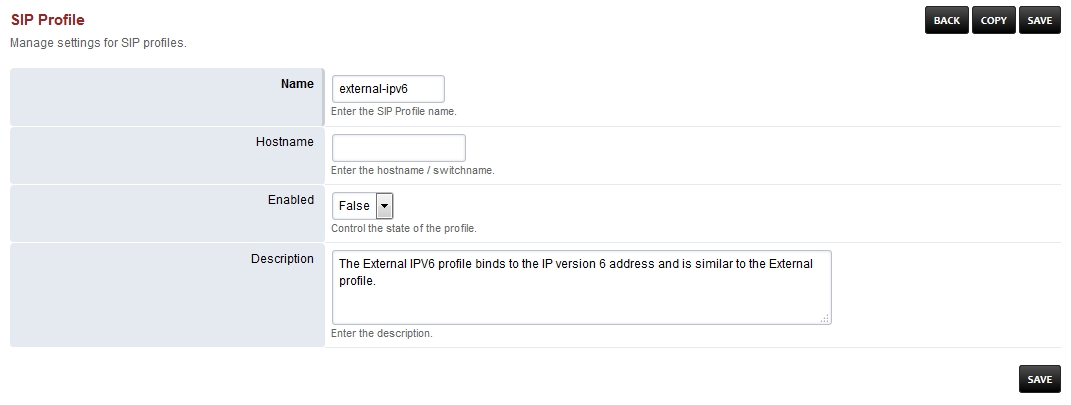 SIP Profile
BACK COPY SAVE
Manage settings for SIP profiles.
Name
external-ipv6
Enter the SIP Profile name.
Hostname
Enter the hostname / switchname.
Enabled
False
Control the state of the profile.
Description
The External IPV6 profile binds to the IP version 6 address and is similar to the External
profile.
Enter the description.
SAVE